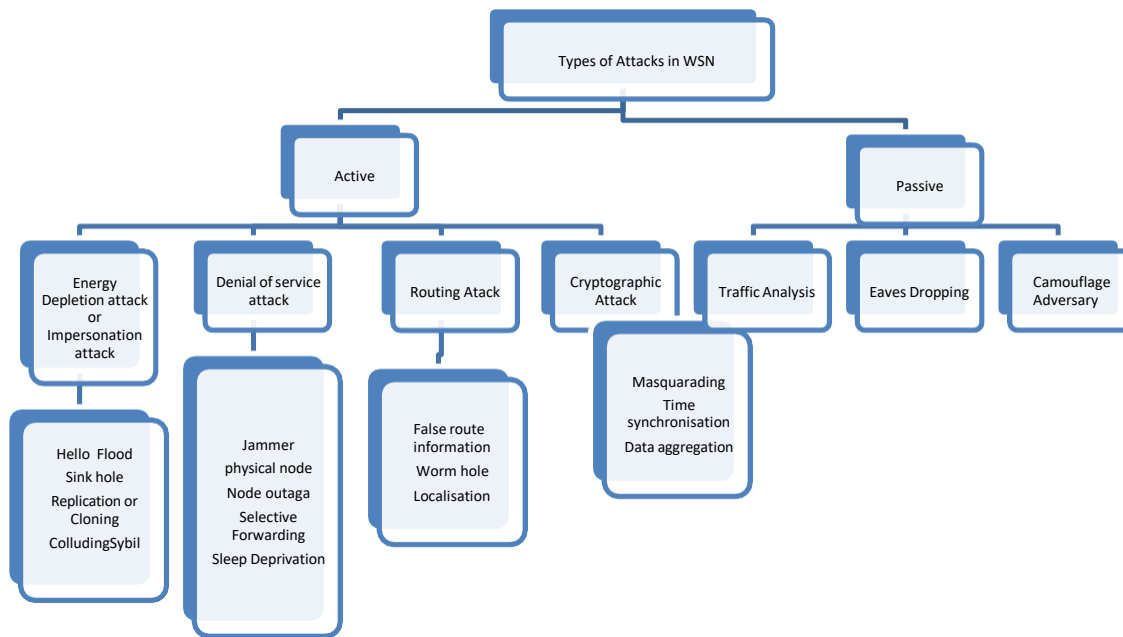 Types of Attacks in WSN
Active
Passive
Energy
Depletion attack
or
Impersonation
attack
Denial of service
attack
Routing Atack
Cryptographic
Attack
Traffic Analysis
Eaves Dropping
Camouflage
Adversary
Hello Flood
Sink hole
Replication or
Cloning
ColludingSybil
Jammer
physical node
Node outaga
Selective
Forwarding
Sleep Deprivation
False route
information
Worm hole
Localisation
Masquarading
Time
synchronisation
Data aggregation